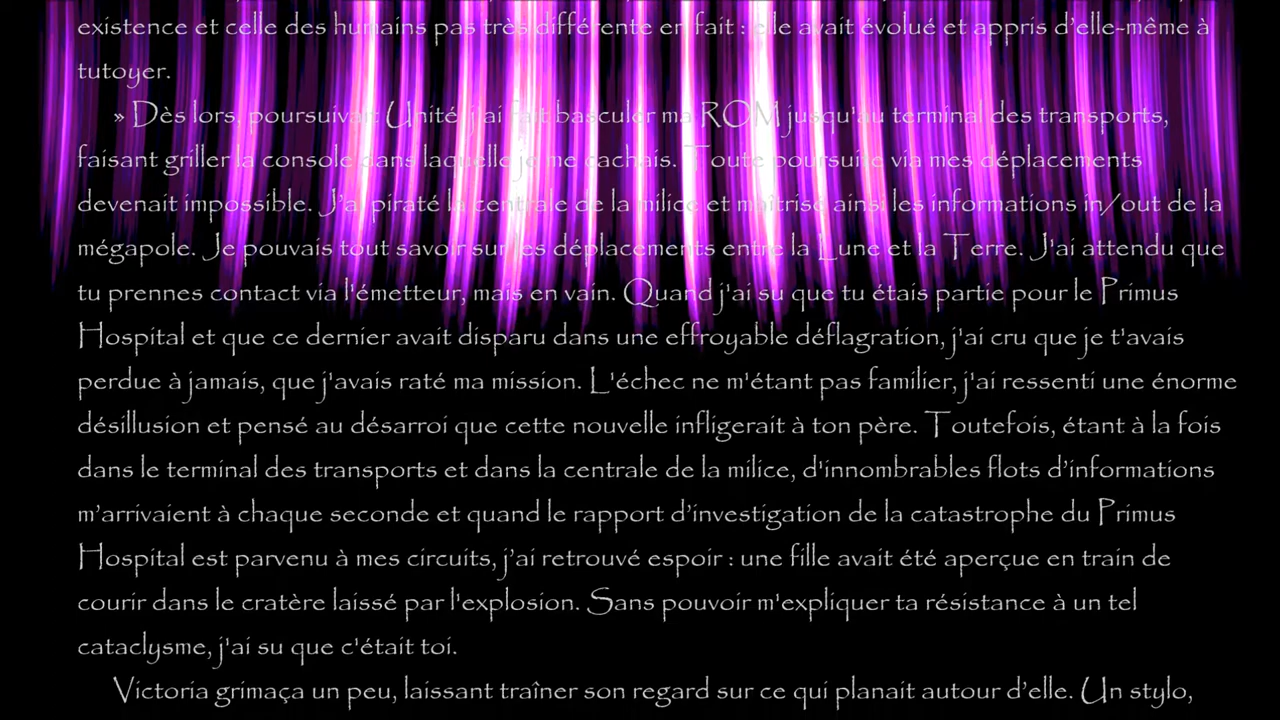 existence et celle des humains pas très différente en fait : elle avait évolué et appris d’elle-même à
tutoyer.
» Dès lors, poursuivait Unité, j'ai fait basculer ma ROM jusqu'au terminal des transports,
faisant griller la console dans laquelle je me cachais. Toute poursuite via mes déplacements
devenait impossible. J'ai piraté la centrale de la milice et maîtrisé ainsi les informations in/out de la
mégapole. Je pouvais tout savoir sur les déplacements entre la Lune et la Terre. J'ai attendu que
tu prennes contact via l'émetteur, mais en vain. Quand j'ai su que tu étais partie pour le Primus
Hospital et que ce dernier avait disparu dans une effroyable déflagration, j'ai cru que je t'avais
perdue à jamais, que j'avais raté ma mission. L'échec ne m'étant pas familier, j'ai ressenti une énorme
désillusion et pensé au désarroi que cette nouvelle infligerait à ton père. Toutefois, étant à la fois
dans le terminal des transports et dans la centrale de la milice, d'innombrables flots d’informations
m’arrivaient à chaque seconde et quand le rapport d’investigation de la catastrophe du Primus
Hospital est parvenu à mes circuits, j’ai retrouvé espoir : une fille avait été aperçue en train de
courir dans le cratère laissé par l'explosion. Sans pouvoir m'expliquer ta résistance à un tel
cataclysme, j'ai su que c'était toi.
Victoria grimaça un peu, laissant traîner son regard sur ce qui planait autour d’elle. Un stylo,